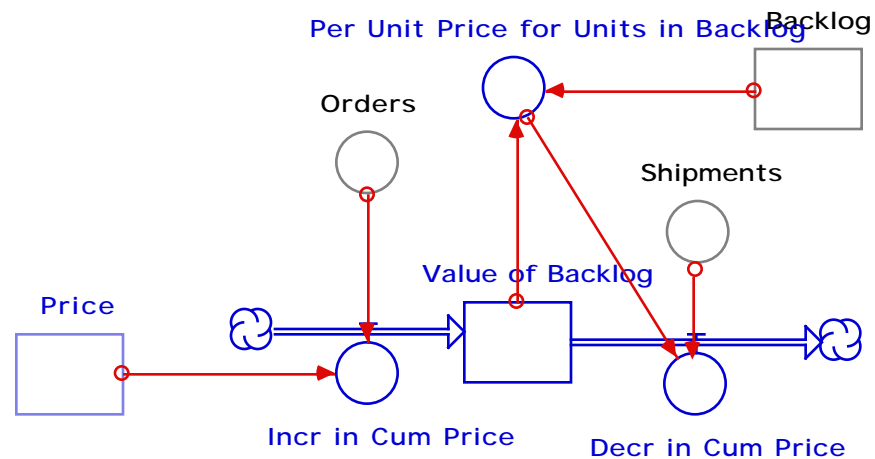 Backlog
Per Unit Price for Units in Backlog
Orders
Shipments
Value of Backlog
Price
Incr in Cum Price
Decr in Cum Price